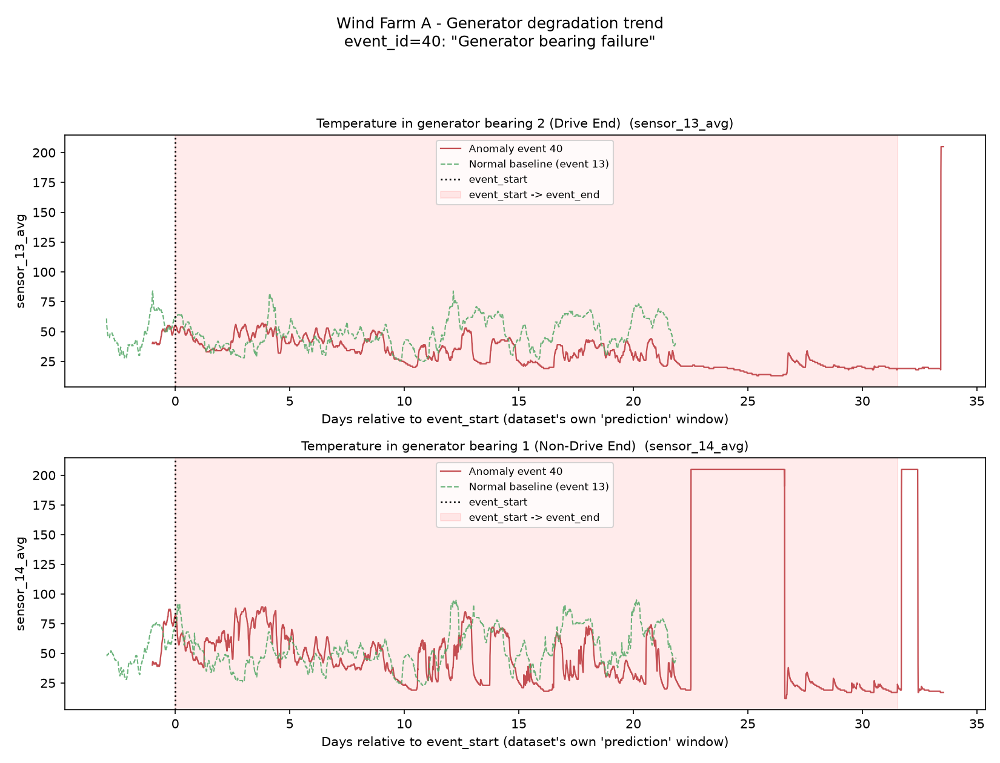 Wind Farm A - Generator degradation trend
event_id=40: "Generator bearing failure"
Temperature in generator bearing 2 (Drive End)  (sensor_13_avg)
sensor_13_avg
200
175
150
125
100
75
50
25
Anomaly event 40
Normal baseline (event 13)
event_start
event_start -> event_end
0 5 10 15 20 25 30 35
Days relative to event_start (dataset's own 'prediction' window)
Temperature in generator bearing 1 (Non-Drive End)  (sensor_14_avg)
sensor_14_avg
200
175
150
125
100
75
50
25
Anomaly event 40
Normal baseline (event 13)
event_start
event_start -> event_end
0 5 10 15 20 25 30 35
Days relative to event_start (dataset's own 'prediction' window)